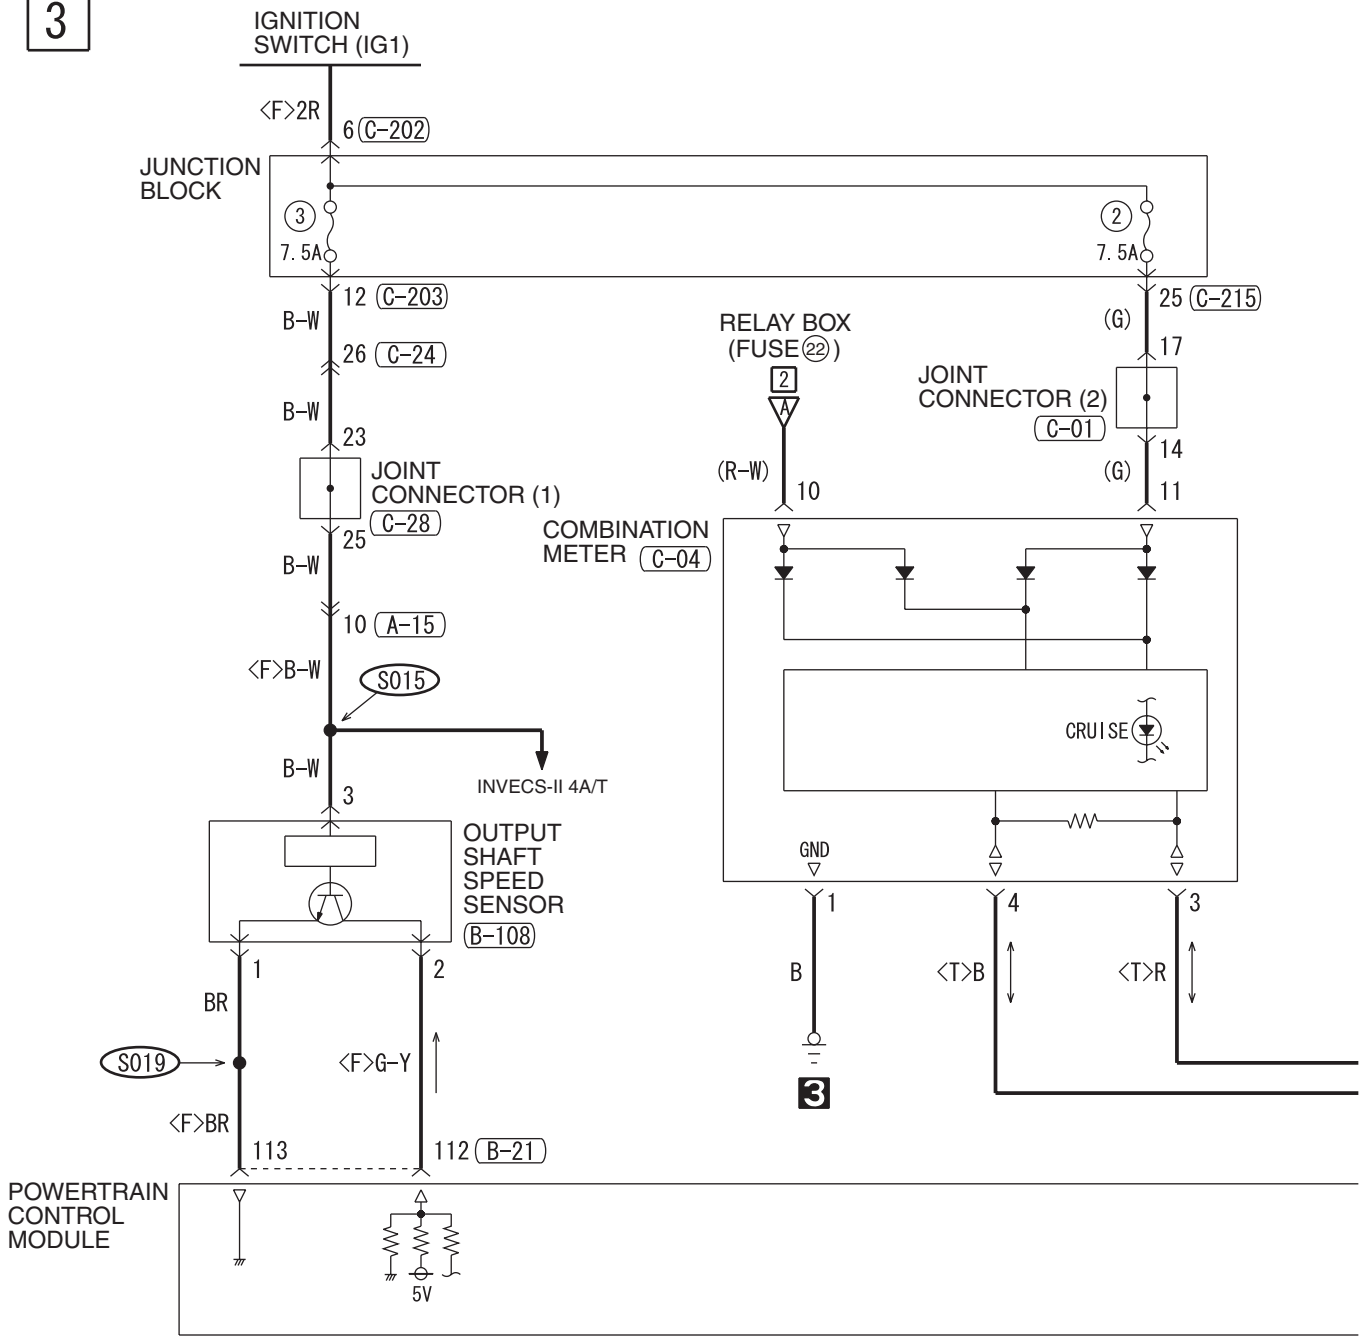 3
IGNITION
SWITCH (IG1)
<F>2R
6 (C-202)
JUNCTION
BLOCK
3
7.5A
2
7.5A
12 (C-203)
25 (C-215)
B-W
(G)
RELAY BOX
(FUSE 22)
26 (C-24)
17
2
A
JOINT
CONNECTOR (2)
C-01
B-W
23
14
JOINT
CONNECTOR (1)
C-28
(R-W)
10
(G)
11
25
COMBINATION
METER C-04
B-W
10 (A-15)
<F>B-W
S015
CRUISE
B-W
INVECS-II 4A/T
3
OUTPUT
SHAFT
SPEED
SENSOR
B-108
GND
1
4
3
1
2
B
<T>B
<T>R
BR
S019
<F>G-Y
3
<F>BR
113
112 (B-21)
POWERTRAIN
CONTROL
MODULE
5V